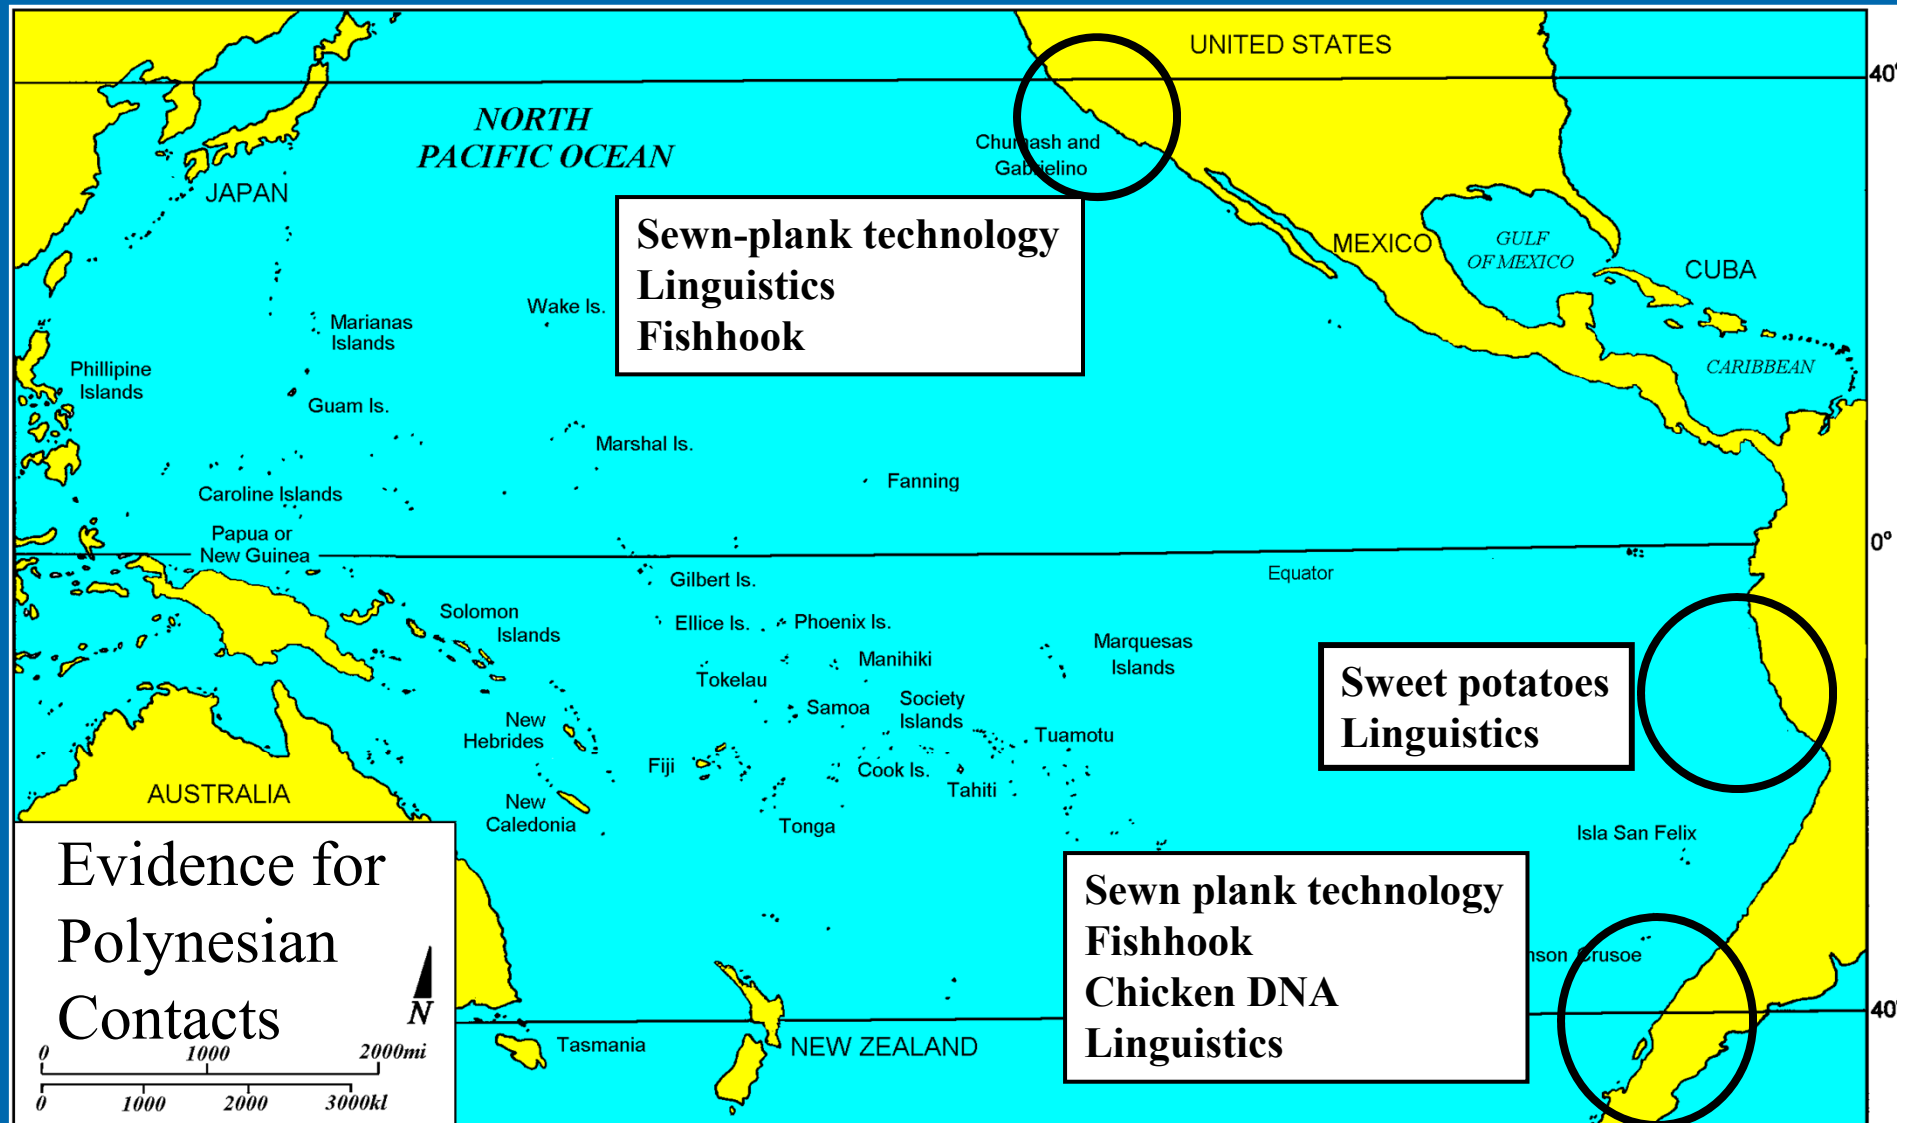 UNITED STATES
40°
NORTH
PACIFIC OCEAN
Chumash and
Gabrielino
JAPAN
Sewn-plank technology
Linguistics
Fishhook
MEXICO
GULF
OF MEXICO
CUBA
Wake Is.
Marianas
Islands
Phillipine
Islands
CARIBBEAN
Guam Is.
Marshal Is.
Fanning
Caroline Islands
Papua or
New Guinea
0°
Equator
Gilbert Is.
Solomon
Islands
Ellice Is.
Phoenix Is.
Marquesas
Islands
Manihiki
Tokelau
Samoa
Society
Islands
Sweet potatoes
Linguistics
New
Hebrides
Tuamotu
Fiji
Cook Is.
Tahiti
AUSTRALIA
New
Caledonia
Tonga
Isla San Felix
Evidence for
Polynesian
Contacts
N
0 1000 2000mi
0 1000 2000 3000kl
Sewn plank technology
Fishhook
Chicken DNA
Linguistics
nson Crusoe
40°
Tasmania
NEW ZEALAND